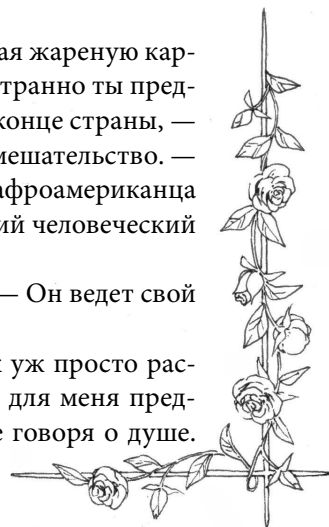 ая жареную кар-
транно ты пред-
конце страны, —
мешательство. —
афроамериканца
ий человеческий
— Он ведет свой
уж просто рас-
для меня пред-
е говоря о душе.